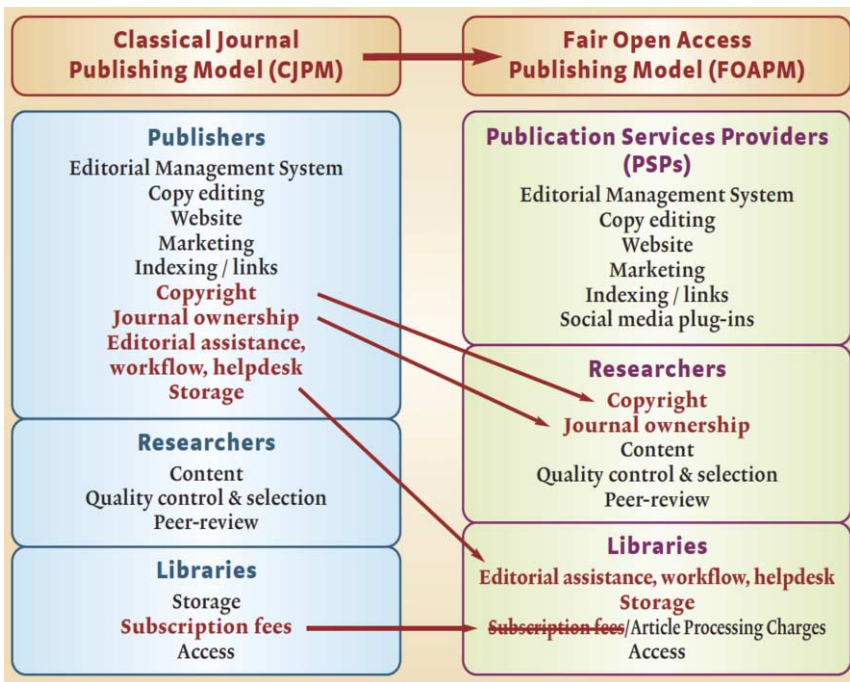 Classical Journal
Publishing Model (CJPM)
Fair Open Access
Publishing Model (FOAPM)
Publishers
Editorial Management System
Copy editing
Website
Marketing
Indexing / links
Copyright
Journal ownership
Editorial assistance,
workflow, helpdesk
Storage
Researchers
Content
Quality control & selection
Peer-review
Libraries
Storage
Subscription fees
Access
Publication Services Providers
(PSPs)
Editorial Management System
Copy editing
Website
Marketing
Indexing / links
Social media plug-ins
Researchers
Copyright
Journal ownership
Content
Quality control & selection
Peer-review
Libraries
Editorial assistance, workflow, helpdesk
Storage
Subscription fees/Article Processing Charges
Access